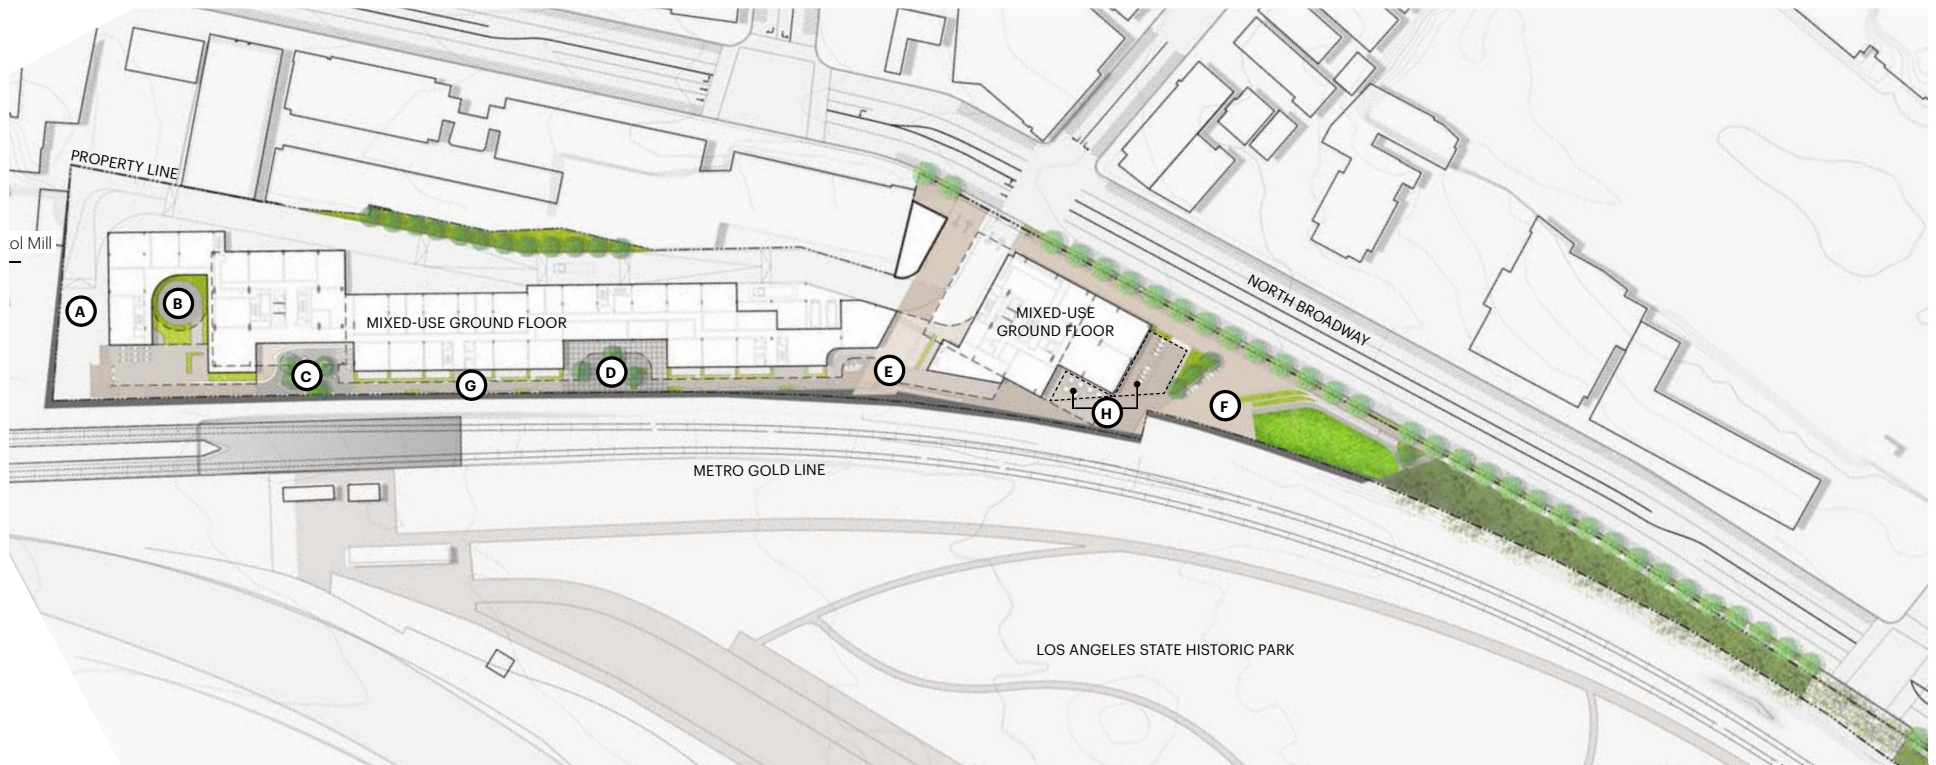 PROPERTY LINE
ol Mill
A
B
MIXED-USE GROUND FLOOR
C
G
D
E
MIXED-USE
GROUND FLOOR
H
F
NORTH BROADWAY
METRO GOLD LINE
LOS ANGELES STATE HISTORIC PARK